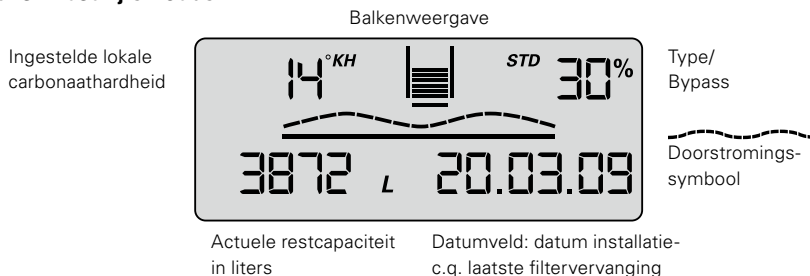 Balkenweergave
Ingestelde lokale
carbonaathardheid
14 °KH
STD 30%
Type/
Bypass
Doorstromings-
symbool
3872 L 20.03.09
Actuele restcapaciteit
in liters
Datumveld: datum installatie-
c.q. laatste filtervervanging